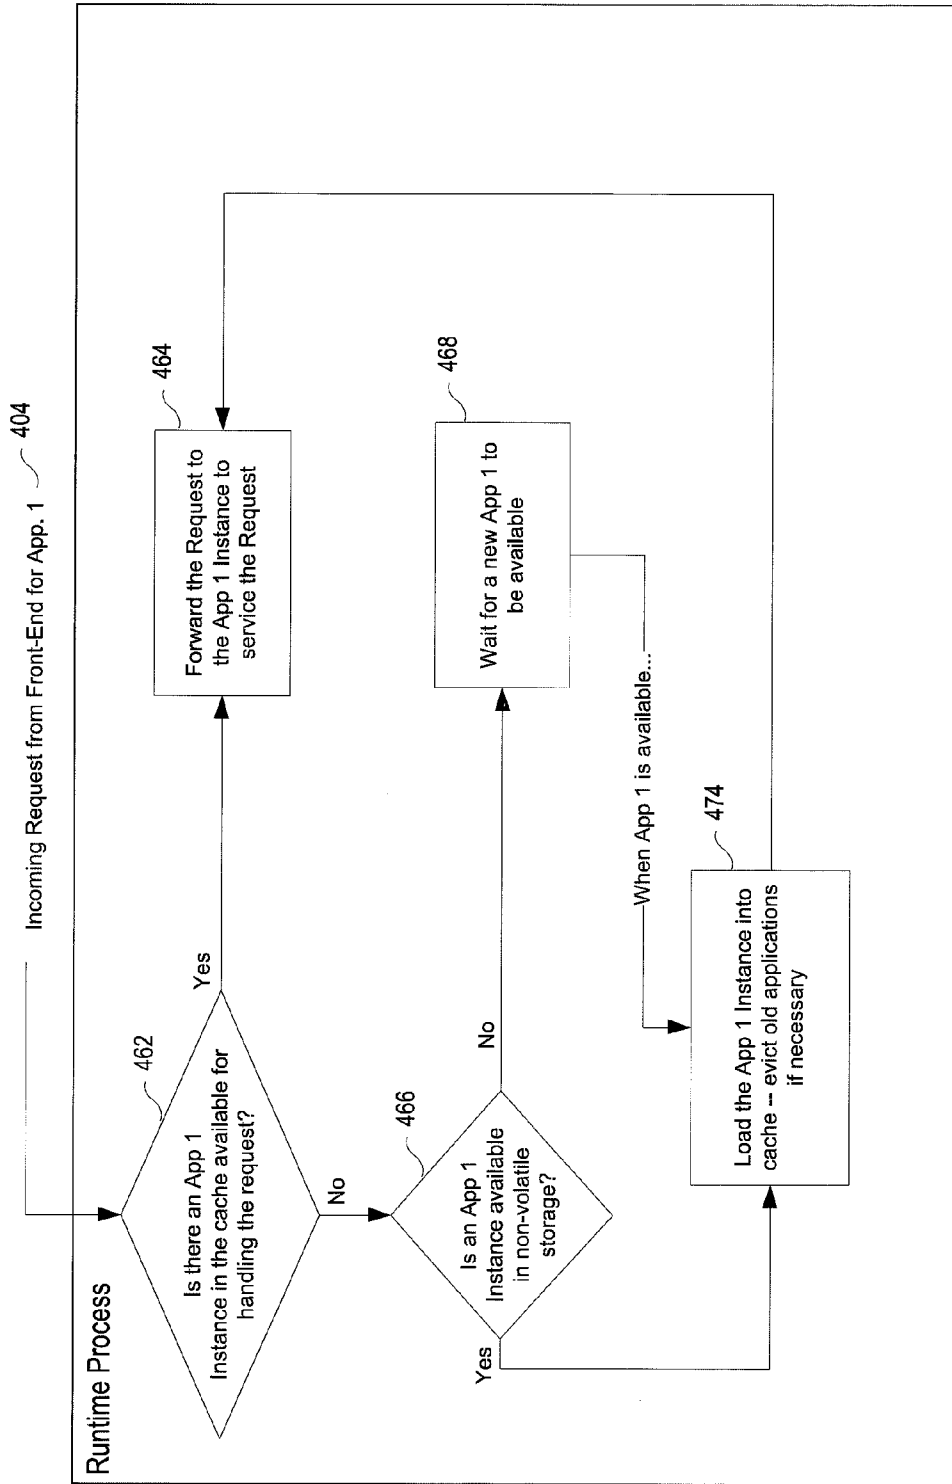 Incoming Request from Front-End for App. 1
404
Runtime Process
Is there an App 1
Instance in the cache available for
handling the request?
462
Yes
No
Forward the Request to
the App 1 Instance to
service the Request
464
Is an App 1
Instance available
in non-volatile
storage?
466
Yes
No
Wait for a new App 1 to
be available
468
When App 1 is available...
Load the App 1 Instance into
cache -- evict old applications
if necessary
474